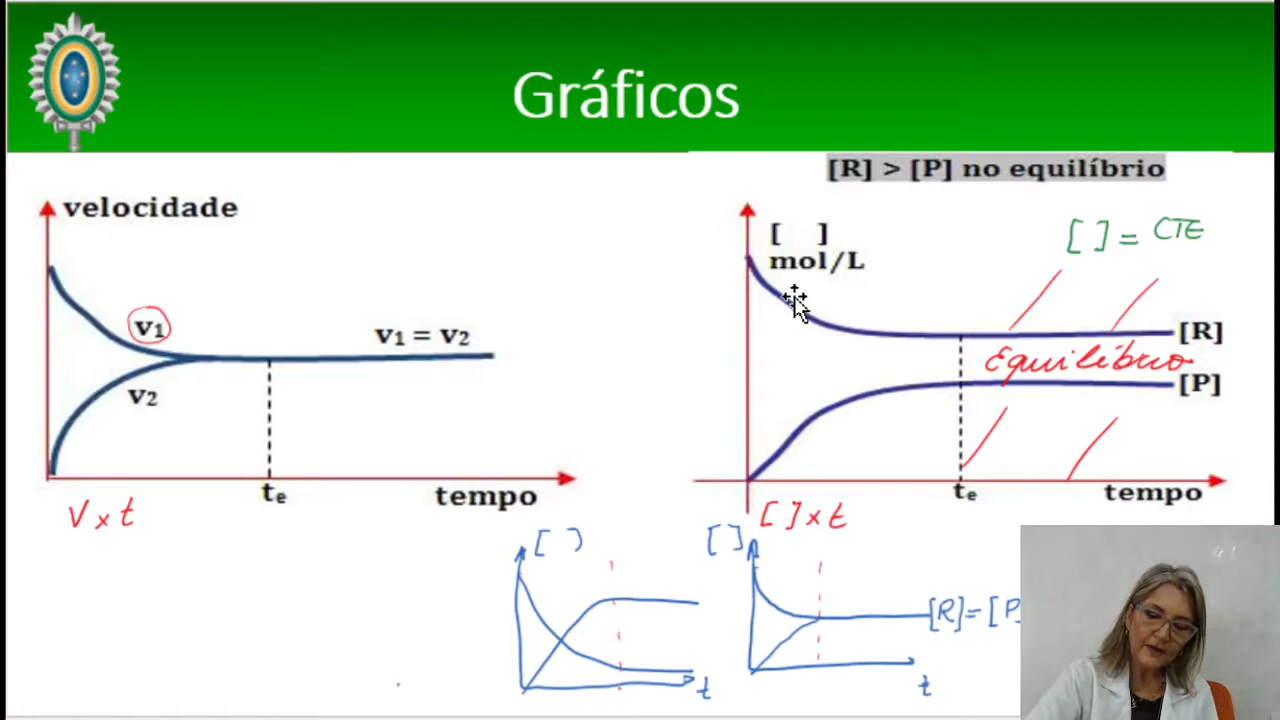 Gráficos
velocidade
v1
v2
v1 = v2
te
tempo
V x t
[R] > [P] no equilíbrio
[ ]
mol/L
[ ] = CTE
[R]
Equilíbrio
[P]
te
tempo
[ ] x t
[ ]
t
[ ]
[R] = [P
t